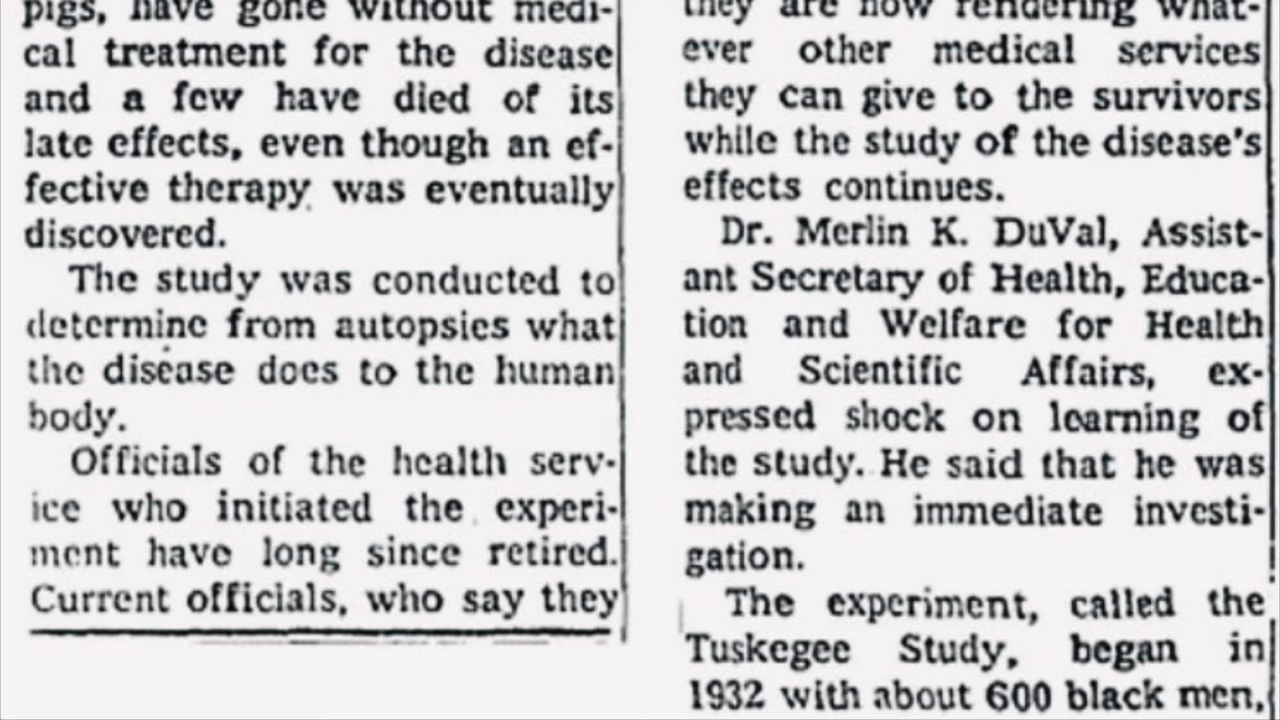 pigs, have gone without medi-
cal treatment for the disease
and a few have died of its
late effects, even though an ef-
fective therapy was eventually
discovered.
The study was conducted to
determine from autopsies what
the disease does to the human
body.
Officials of the health serv-
ice who initiated the experi-
ment have long since retired.
Current officials, who say they
they are now rendering what-
ever other medical services
they can give to the survivors
while the study of the disease's
effects continues.
Dr. Merlin K. DuVal, Assist-
ant Secretary of Health, Educa-
tion and Welfare for Health
and Scientific Affairs, ex-
pressed shock on learning of
the study. He said that he was
making an immediate investi-
gation.
The experiment, called the
Tuskegee Study, began in
1932 with about 600 black men,